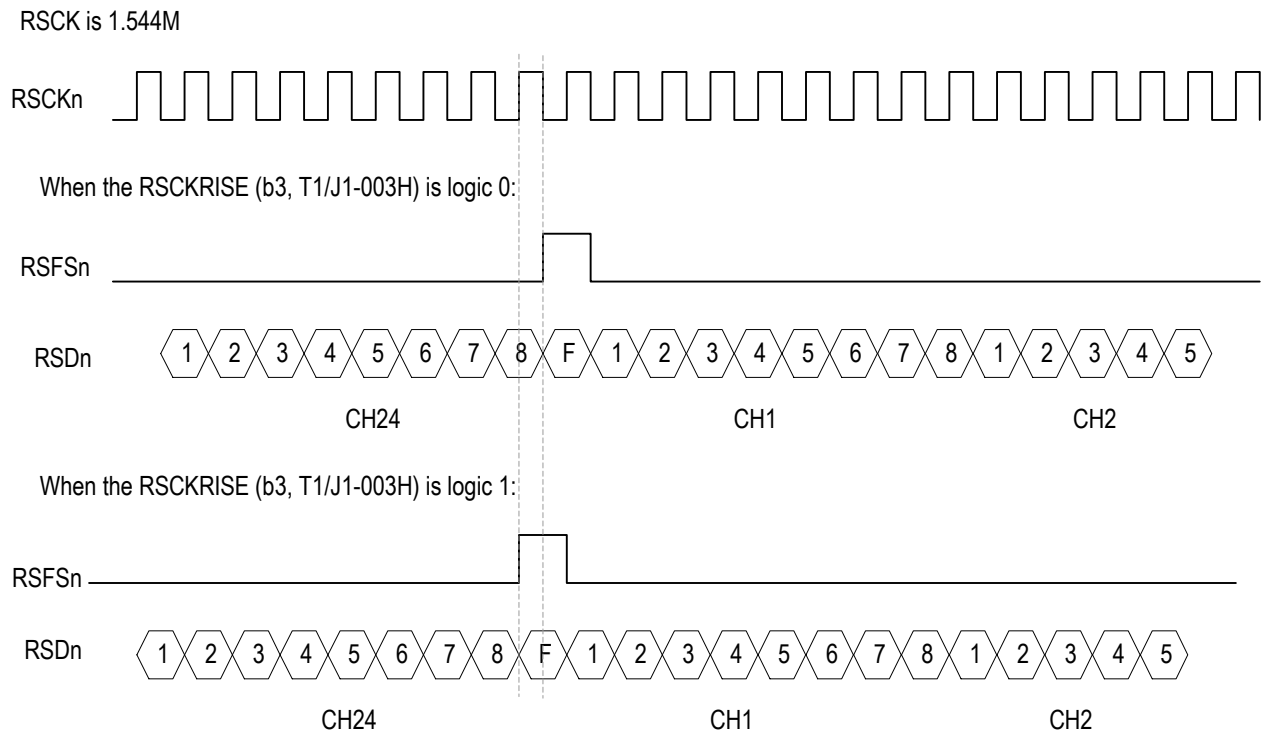 RSCK is 1.544M
RSCKn
When the RSCKRISE (b3, T1/J1-003H) is logic 0:
RSFSn
RSDn 1 2 3 4 5 6 7 8 F 1 2 3 4 5 6 7 8 1 2 3 4 5
CH24 CH1 CH2
When the RSCKRISE (b3, T1/J1-003H) is logic 1:
RSFSn
RSDn 1 2 3 4 5 6 7 8 F 1 2 3 4 5 6 7 8 1 2 3 4 5
CH24 CH1 CH2